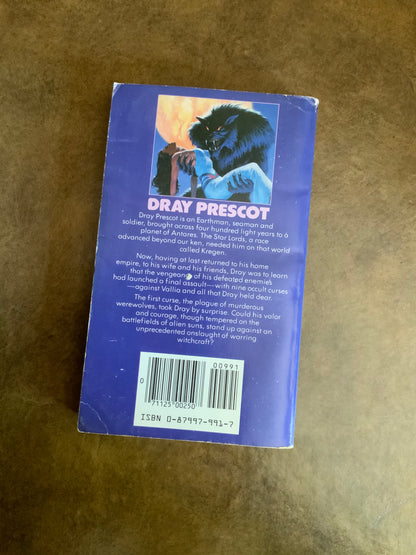 DRAY PRESCOT
Dray Prescot is an Earthman, seaman and
soldier, brought across four hundred light years to 6
planet of Antares. The Star Lords, a race
advanced beyond our ken, needed him on that world
called Kregen.
Now, having at last returned to his home
empire, to his wife and his friends, Dray was to learn
that the vengeance of his defeated enemies
had launched a final assault—with nine occult curses
—against Vallia and all that Dray held dear.
The first curse, the plague of murderous
werewolves, took Dray by surprise. Could his valor
and courage, though tempered on the
battlefields of alien suns, stand up against an
unprecedented onslaught of warring
witchcraft?
00991
0
71125 00250
ISBN 0-87997-991-7